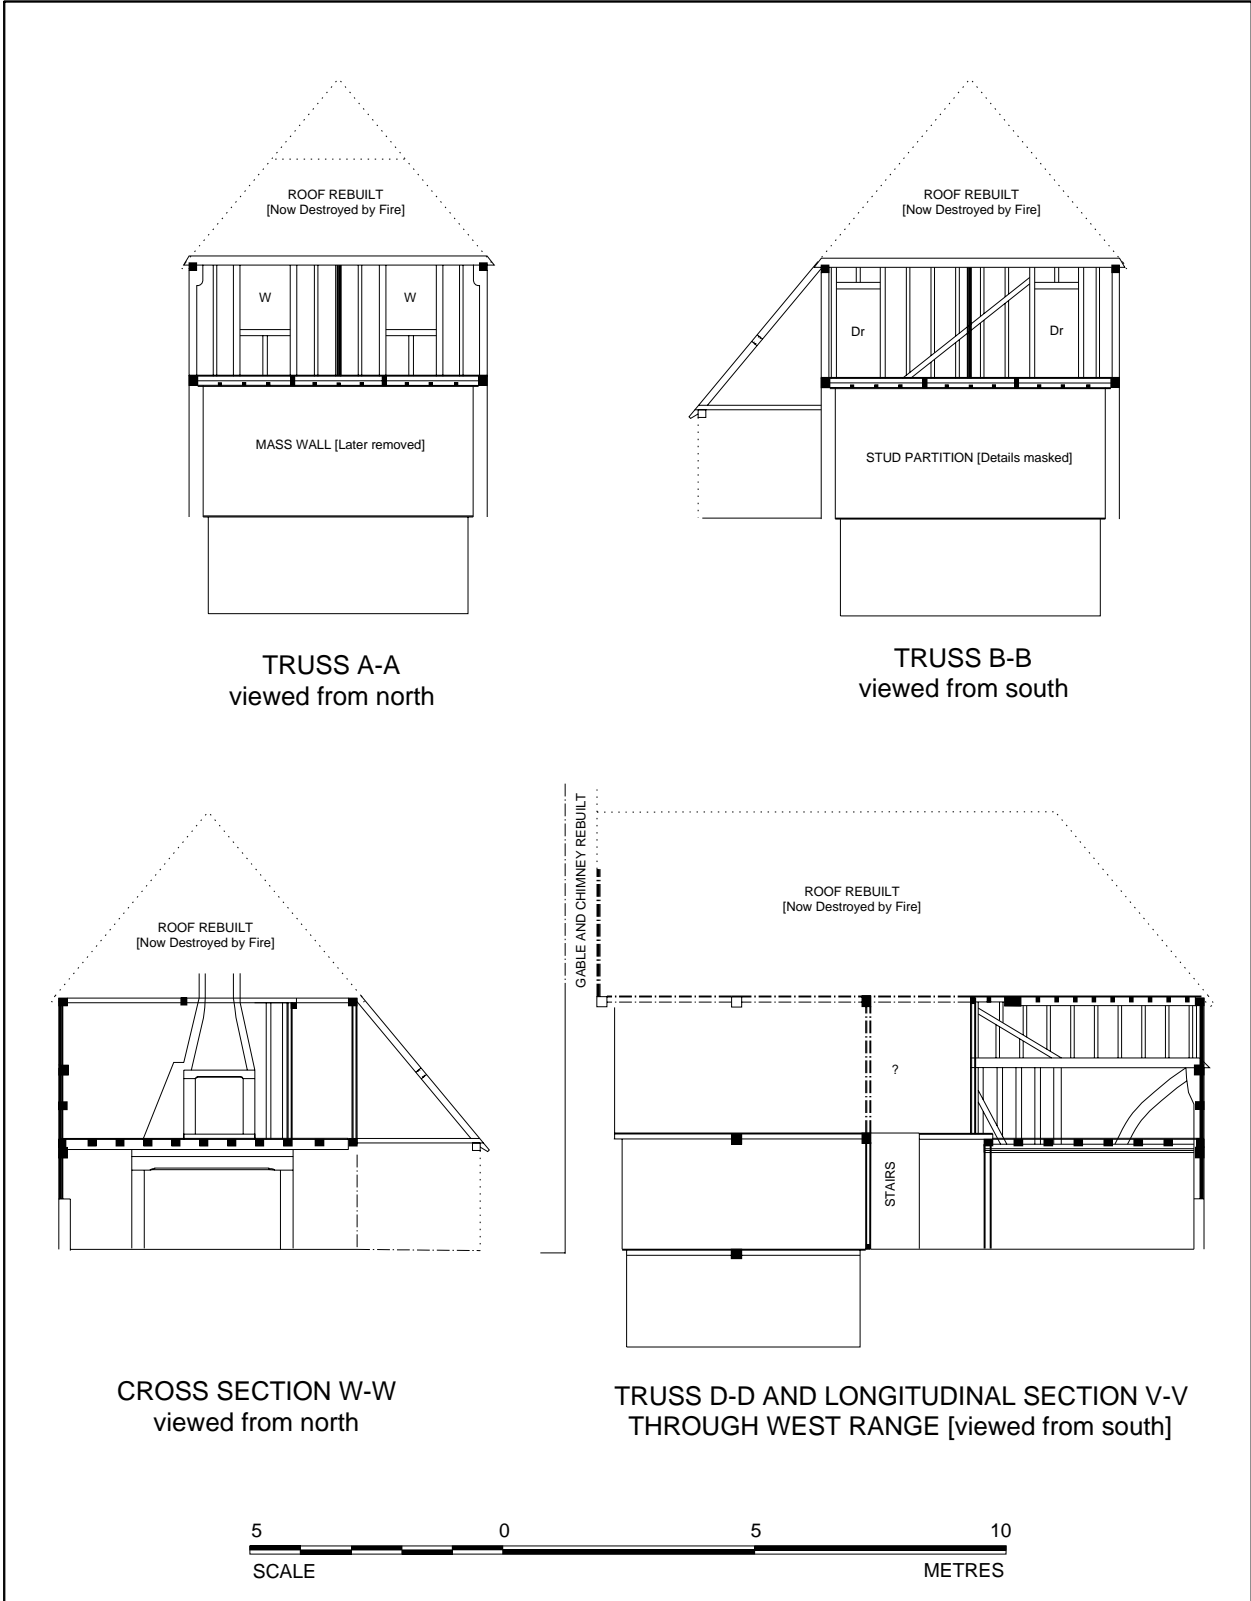 ROOF REBUILT
[Now Destroyed by Fire]
W
W
MASS WALL [Later removed]
TRUSS A-A
viewed from north
ROOF REBUILT
[Now Destroyed by Fire]
Dr
Dr
STUD PARTITION [Details masked]
TRUSS B-B
viewed from south
ROOF REBUILT
[Now Destroyed by Fire]
CROSS SECTION W-W
viewed from north
GABLE AND CHIMNEY REBUILT
ROOF REBUILT
[Now Destroyed by Fire]
?
STAIRS
TRUSS D-D AND LONGITUDINAL SECTION V-V
THROUGH WEST RANGE [viewed from south]
5 0 5 10
SCALE METRES